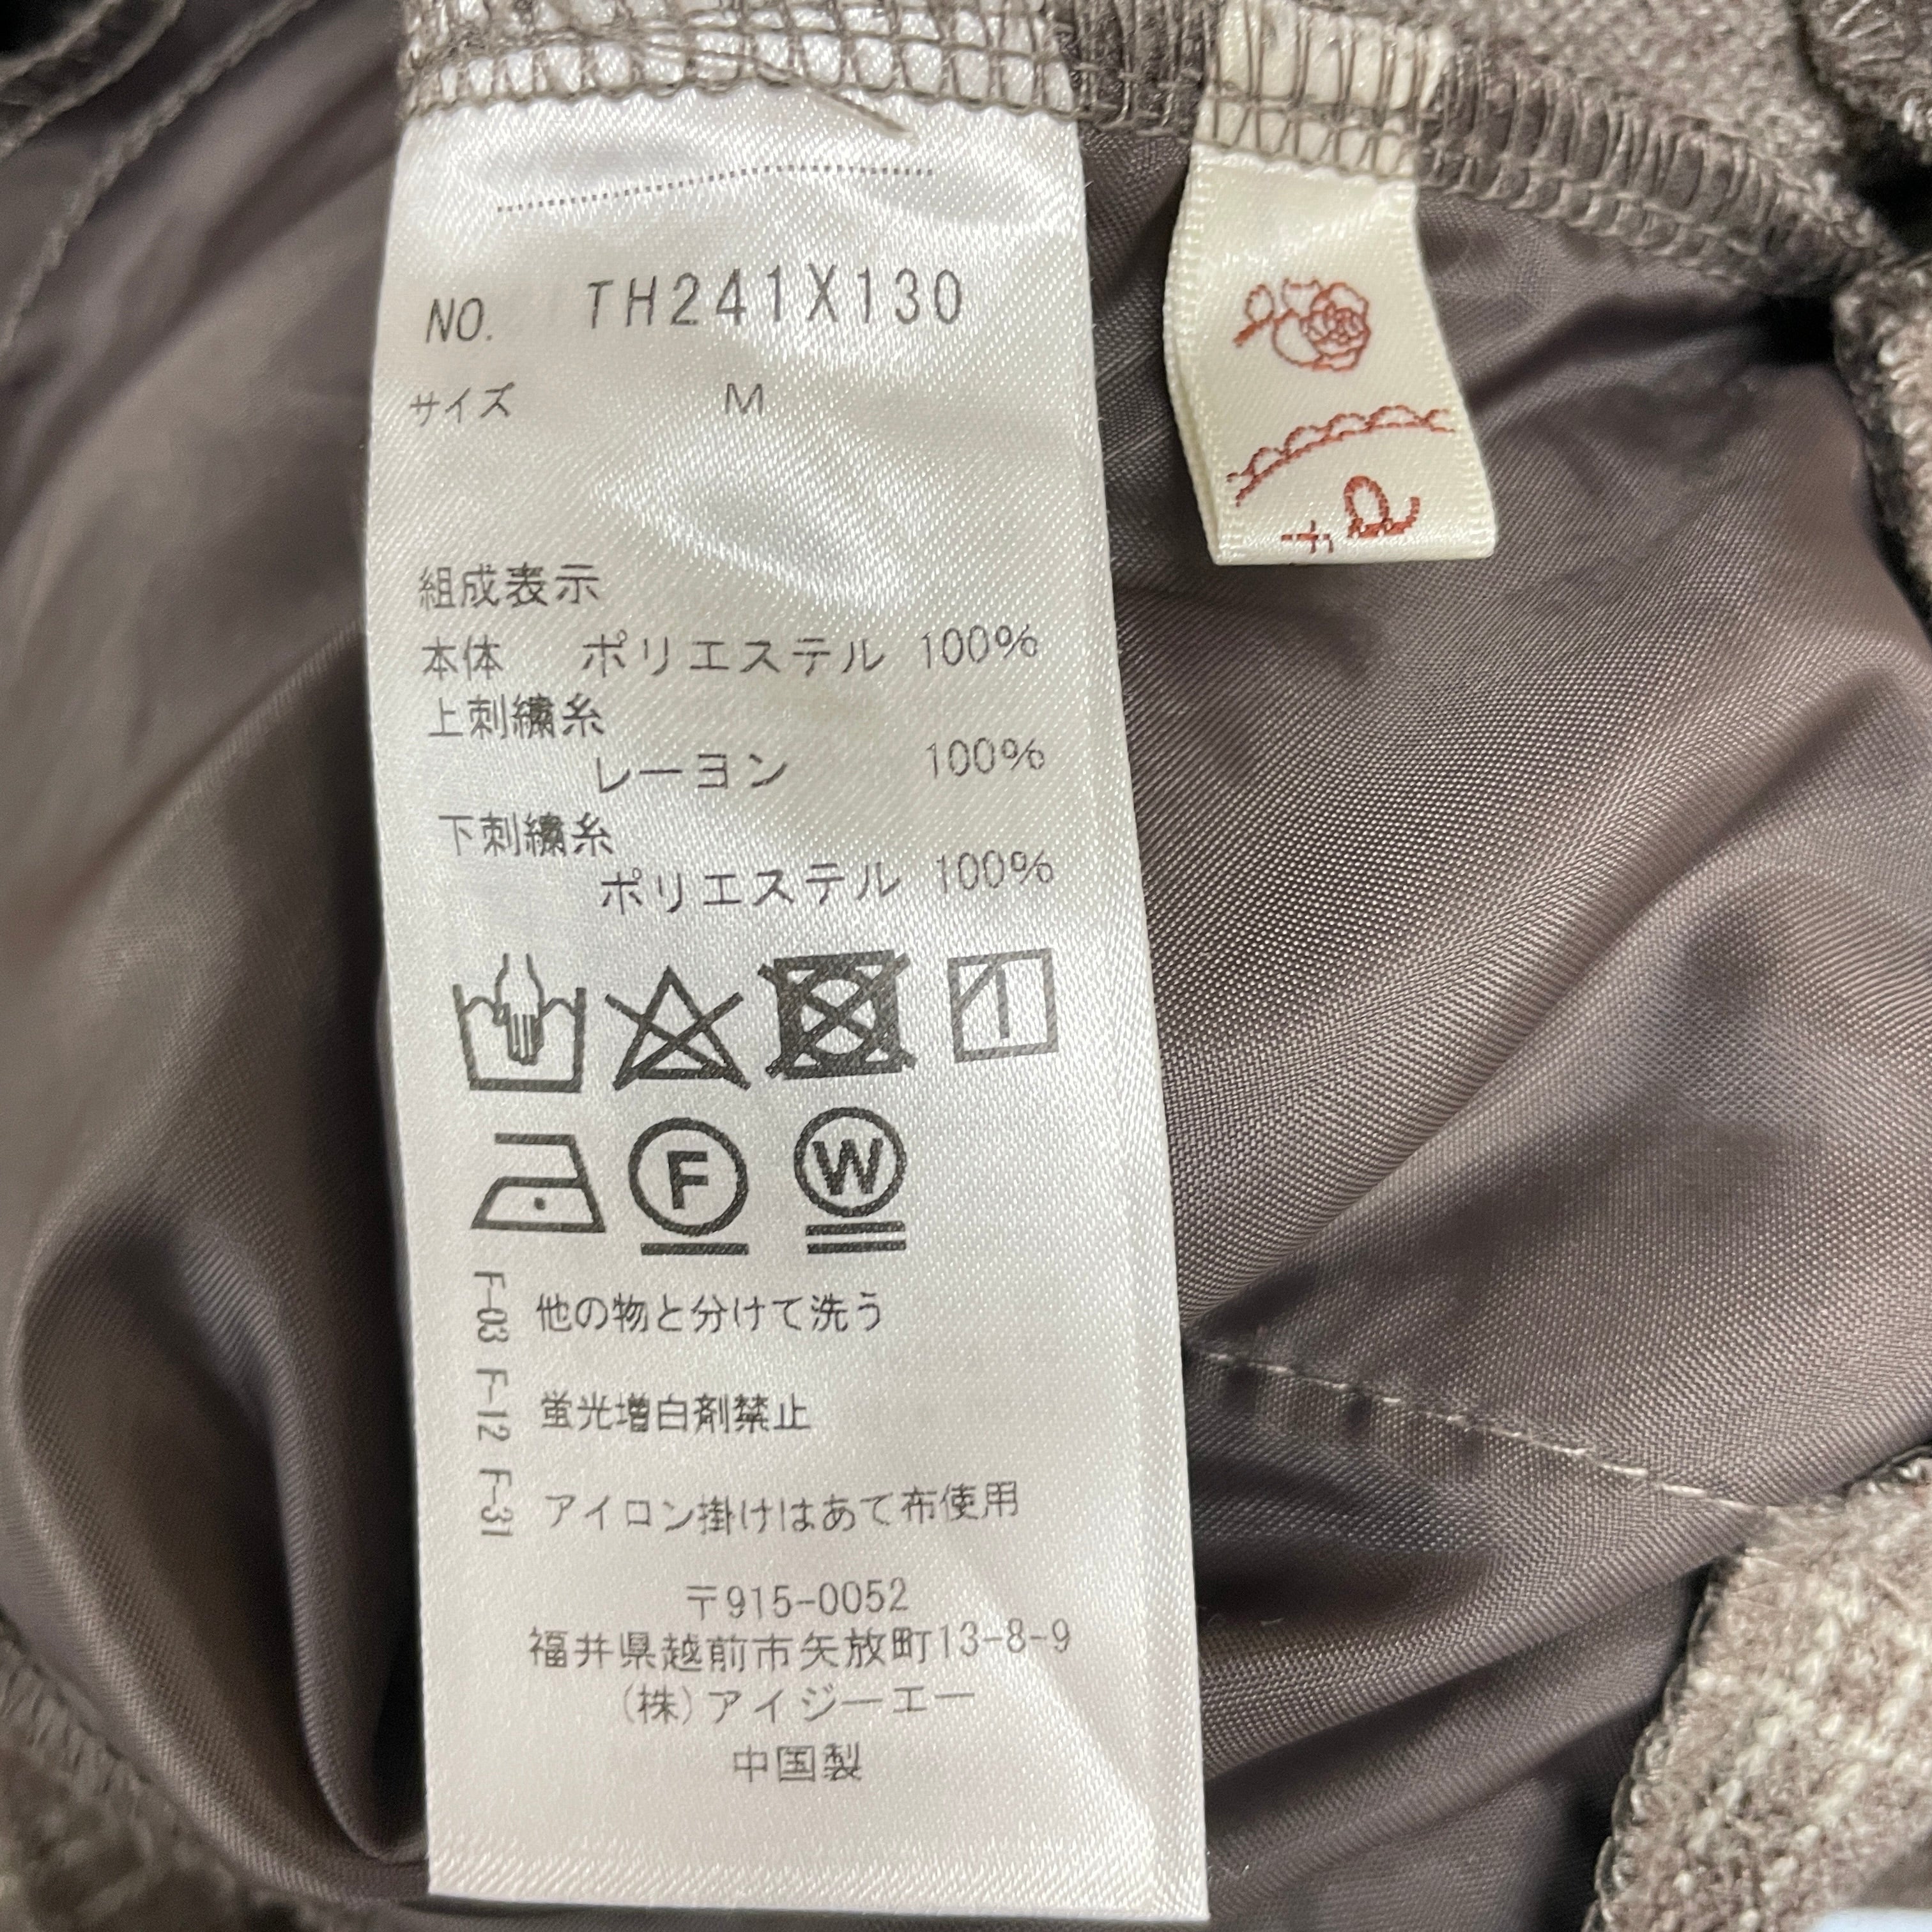 NO. TH241X130
サイズ M
組成表示
本体 ポリエステル 100%
上刺繍糸
レーヨン 100%
下刺繍糸
ポリエステル 100%
F
W
F-03 F-12 F-31
他の物と分けて洗う
蛍光増白剤禁止
アイロン掛けはあて布使用
〒915-0052
福井県越前市矢放町13-8-9
(株)アイジーエー
中国製